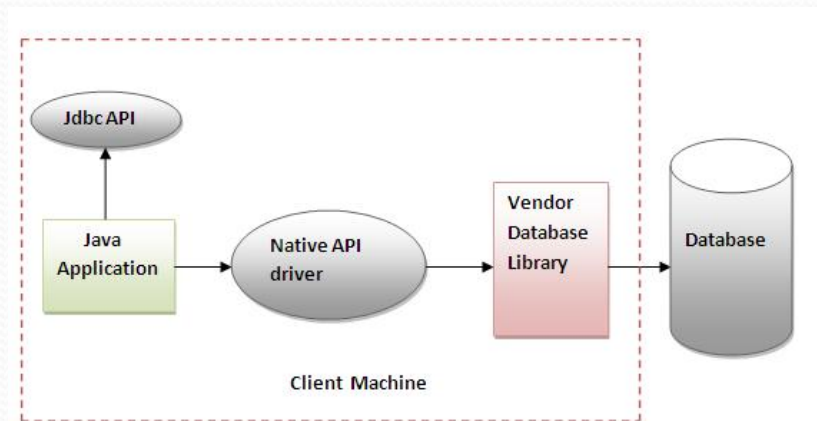 Jdbc API
Java
Application
Native API
driver
Vendor
Database
Library
Database
Client Machine